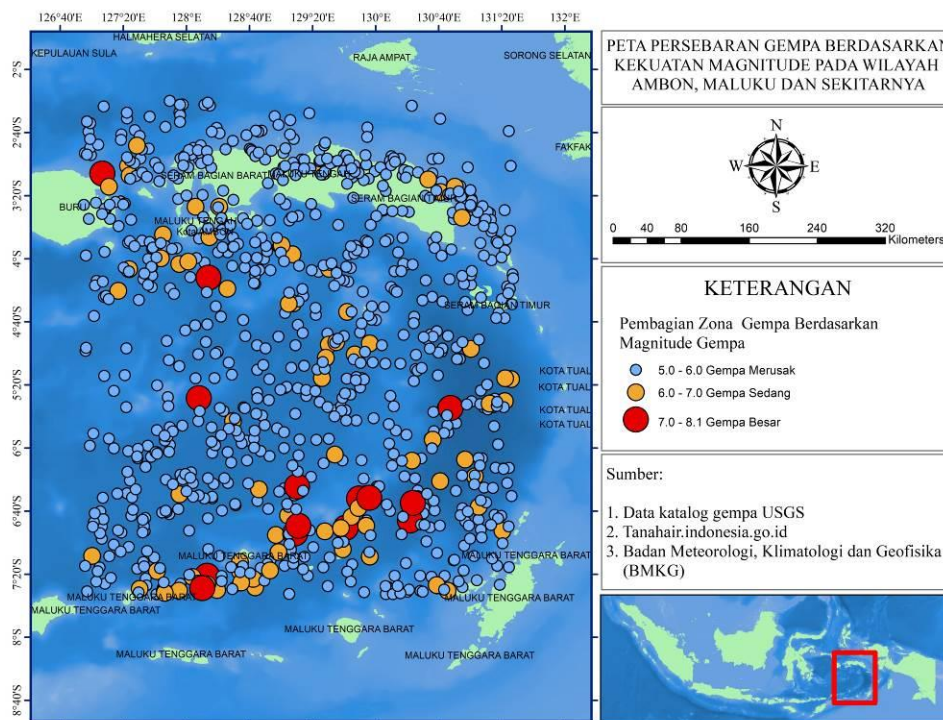 126°40'E 127°20'E 128°E 128°40'E 129°20'E 130°E 130°40'E 131°20'E 132°E
HALMAHERA SELATAN
KEPULAUAN SULA
RAJA AMPAT
SORONG SELATAN
2°S
2°40'S
FAKFAK
SERAM BAGIAN BARAT
MALUKU TENGAH
3°20'S
SERAM BAGIAN TIMUR
BURU
MALUKU TENGAH
Kota AMBON
4°S
SERAM BAGIAN TIMUR
4°40'S
5°20'S
KOTA TUAL
KOTA TUAL
KOTA TUAL
KOTA TUAL
6°S
6°40'S
MALUKU TENGGARA BARAT
MALUKU TENGGARA BARAT
7°20'S
MALUKU TENGGARA BARAT
MALUKU TENGGARA BARAT
MALUKU TENGGARA BARAT
8°S
MALUKU TENGGARA BARAT
MALUKU TENGGARA BARAT
MALUKU TENGGARA BARAT
8°40'S
PETA PERSEBARAN GEMPA BERDASARKAN
KEKUATAN MAGNITUDE PADA WILAYAH
AMBON, MALUKU DAN SEKITARNYA
N
W E
S
0 20 40 80 120 160 200 240 280 320
Kilometers
KETERANGAN
Pembagian Zona Gempa Berdasarkan
Magnitude Gempa
5.0 - 6.0 Gempa Merusak
6.0 - 7.0 Gempa Sedang
7.0 - 8.1 Gempa Besar
Sumber:
1. Data katalog gempa USGS
2. Tanahair.indonesia.go.id
3. Badan Meteorologi, Klimatologi dan Geofisika
(BMKG)